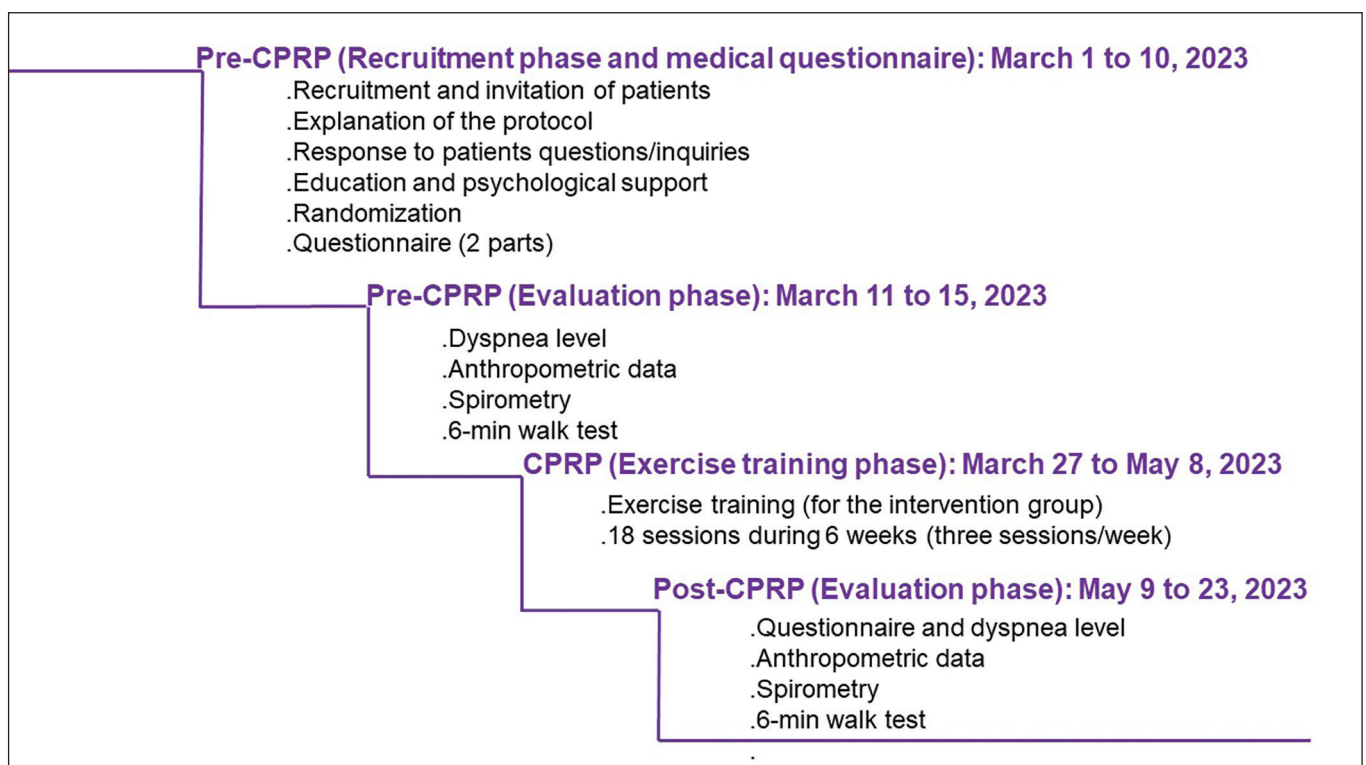 Pre-CPRP (Recruitment phase and medical questionnaire): March 1 to 10, 2023
.Recruitment and invitation of patients
.Explanation of the protocol
.Response to patients questions/inquiries
.Education and psychological support
.Randomization
.Questionnaire (2 parts)
Pre-CPRP (Evaluation phase): March 11 to 15, 2023
.Dyspnea level
.Anthropometric data
.Spirometry
.6-min walk test
CPRP (Exercise training phase): March 27 to May 8, 2023
.Exercise training (for the intervention group)
.18 sessions during 6 weeks (three sessions/week)
Post-CPRP (Evaluation phase): May 9 to 23, 2023
.Questionnaire and dyspnea level
.Anthropometric data
.Spirometry
.6-min walk test
.